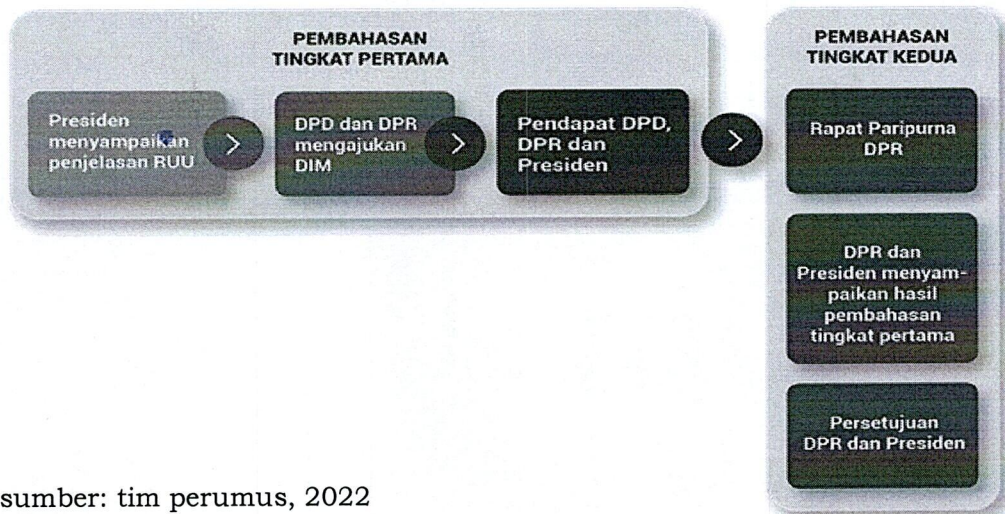 PEMBAHASAN
TINGKAT PERTAMA
Presiden
menyampaikan
penjelasan RUU
>
DPD dan DPR
mengajukan
DIM
>
Pendapat DPD,
DPR dan
Presiden
>
PEMBAHASAN
TINGKAT KEDUA
Rapat Paripurna
DPR
DPR dan
Presiden menyam-
paikan hasil
pembahasan
tingkat pertama
Persetujuan
DPR dan Presiden
sumber: tim perumus, 2022